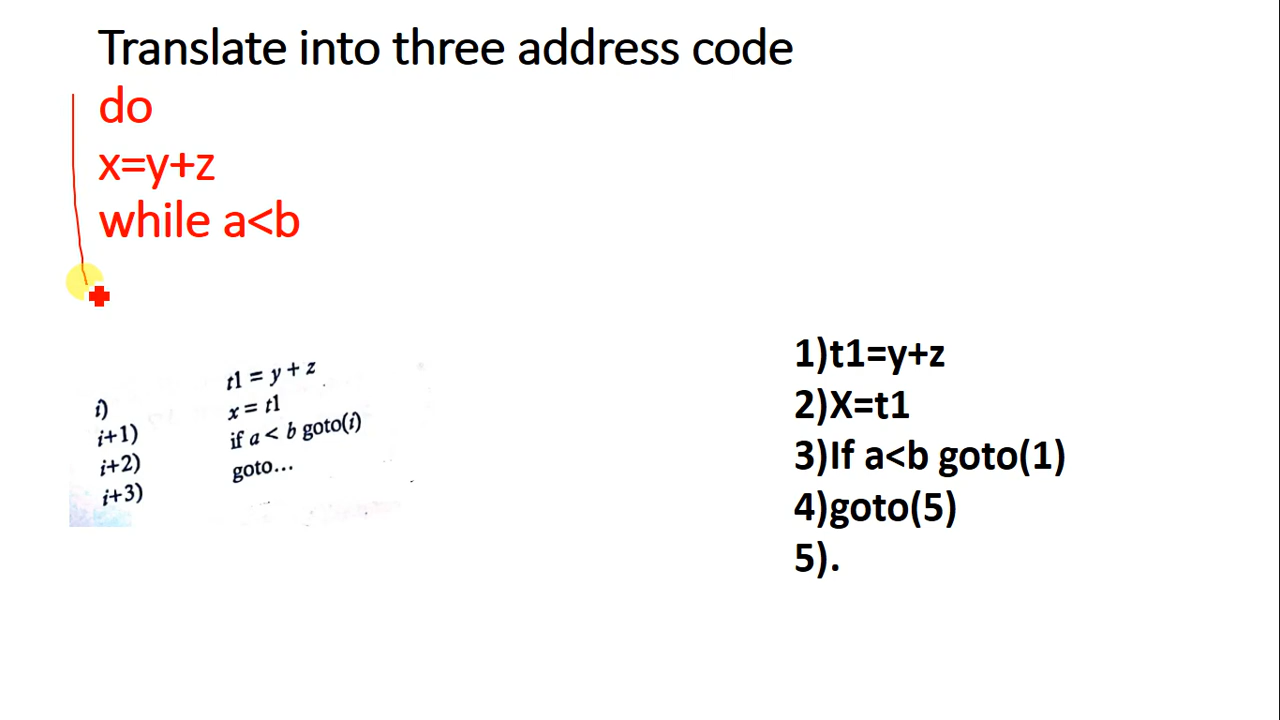 Translate into three address code
do
x=y+z
while a<b
i) t1 = y + z
i+1) x = t1
i+2) if a < b goto(i)
i+3) goto...
1)t1=y+z
2)X=t1
3)If a<b goto(1)
4)goto(5)
5).